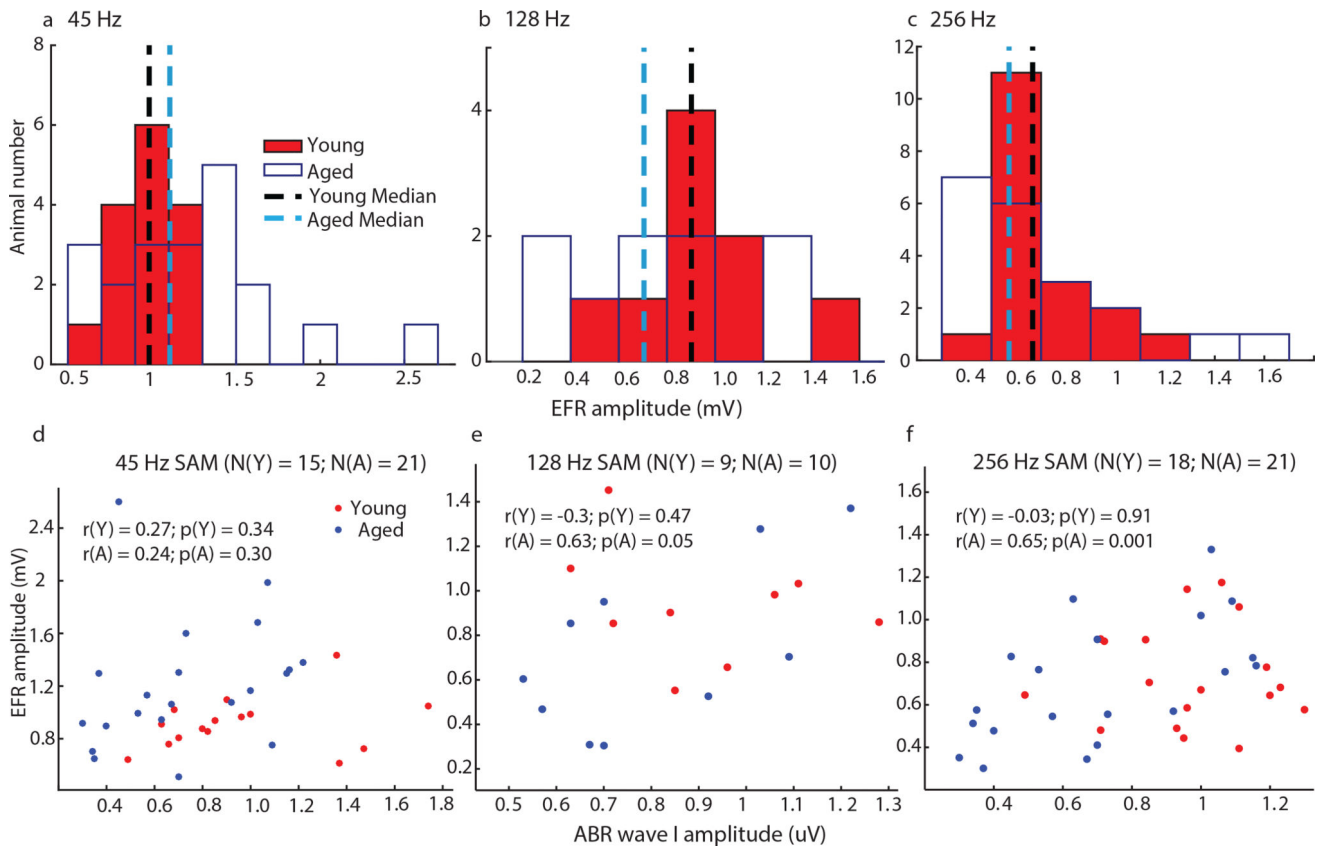 a 45 Hz
b 128 Hz
c 256 Hz
8
6
4
2
0
Animal number
Young
Aged
Young Median
Aged Median
0.5 1 1.5 2 2.5
4
2
0
0.2 0.4 0.6 0.8 1.0 1.2 1.4 1.6
12
10
8
6
4
2
0
0.4 0.6 0.8 1 1.2 1.4 1.6
EFR amplitude (mV)
d
45 Hz SAM (N(Y) = 15; N(A) = 21)
r(Y) = 0.27; p(Y) = 0.34
r(A) = 0.24; p(A) = 0.30
Young
Aged
2.4
2
1.6
1.2
0.8
EFR amplitude (mV)
0.4 0.6 0.8 1.0 1.2 1.4 1.6 1.8
e
128 Hz SAM (N(Y) = 9; N(A) = 10)
r(Y) = -0.3; p(Y) = 0.47
r(A) = 0.63; p(A) = 0.05
1.4
1.2
1.0
0.8
0.6
0.4
0.2
0.5 0.6 0.7 0.8 0.9 1 1.1 1.2 1.3
f
256 Hz SAM (N(Y) = 18; N(A) = 21)
r(Y) = -0.03; p(Y) = 0.91
r(A) = 0.65; p(A) = 0.001
1.6
1.4
1.2
1.0
0.8
0.6
0.4
0.4 0.6 0.8 1 1.2
ABR wave I amplitude (uV)